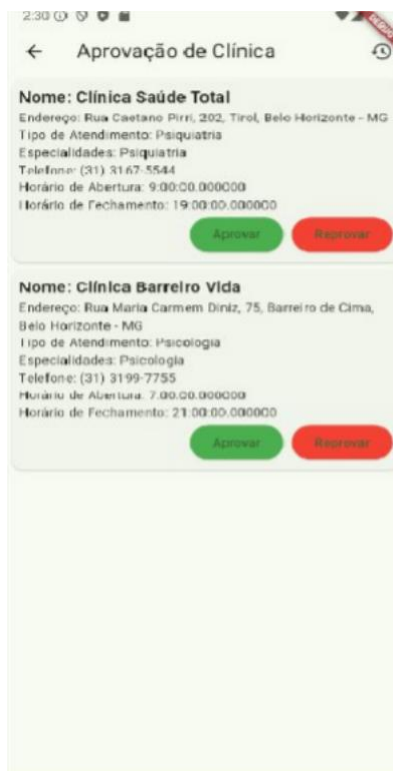 2:30
DEBUG
Aprovação de Clínica
Nome: Clínica Saúde Total
Endereço: Rua Caetano Pirri, 202, Tirol, Belo Horizonte - MG
Tipo de Atendimento: Psiquiatria
Especialidades: Psiquiatria
Telefone: (31) 3167-5544
Horário de Abertura: 9:00:00.000000
Horário de Fechamento: 19:00:00.000000
Aprovar
Reprovar
Nome: Clínica Barreiro Vida
Endereço: Rua Maria Carmem Diniz, 75, Barreiro de Cima,
Belo Horizonte - MG
Tipo de Atendimento: Psicologia
Especialidades: Psicologia
Telefone: (31) 3199-7755
Horário de Abertura: 7:00:00.000000
Horário de Fechamento: 21:00:00.000000
Aprovar
Reprovar